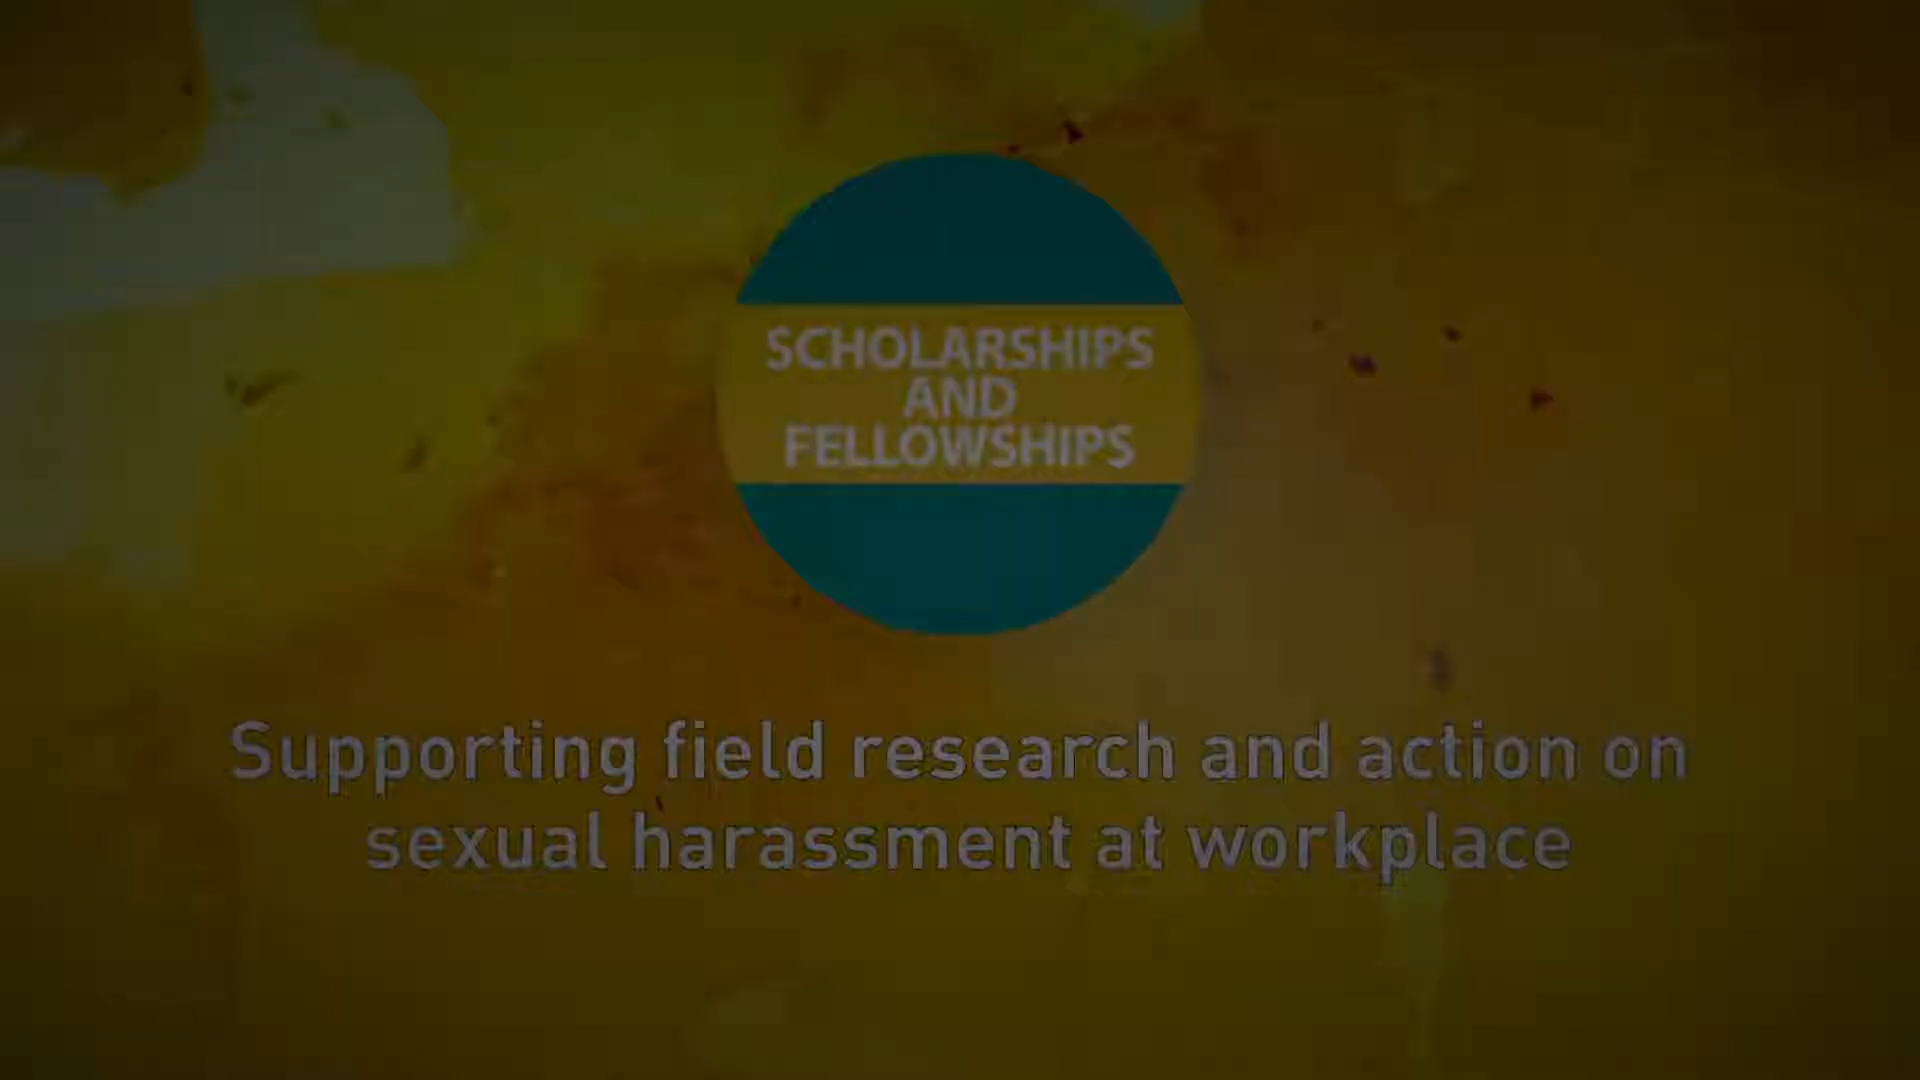 SCHOLARSHIPS
AND
FELLOWSHIPS
Supporting field research and action on
sexual harassment at workplace